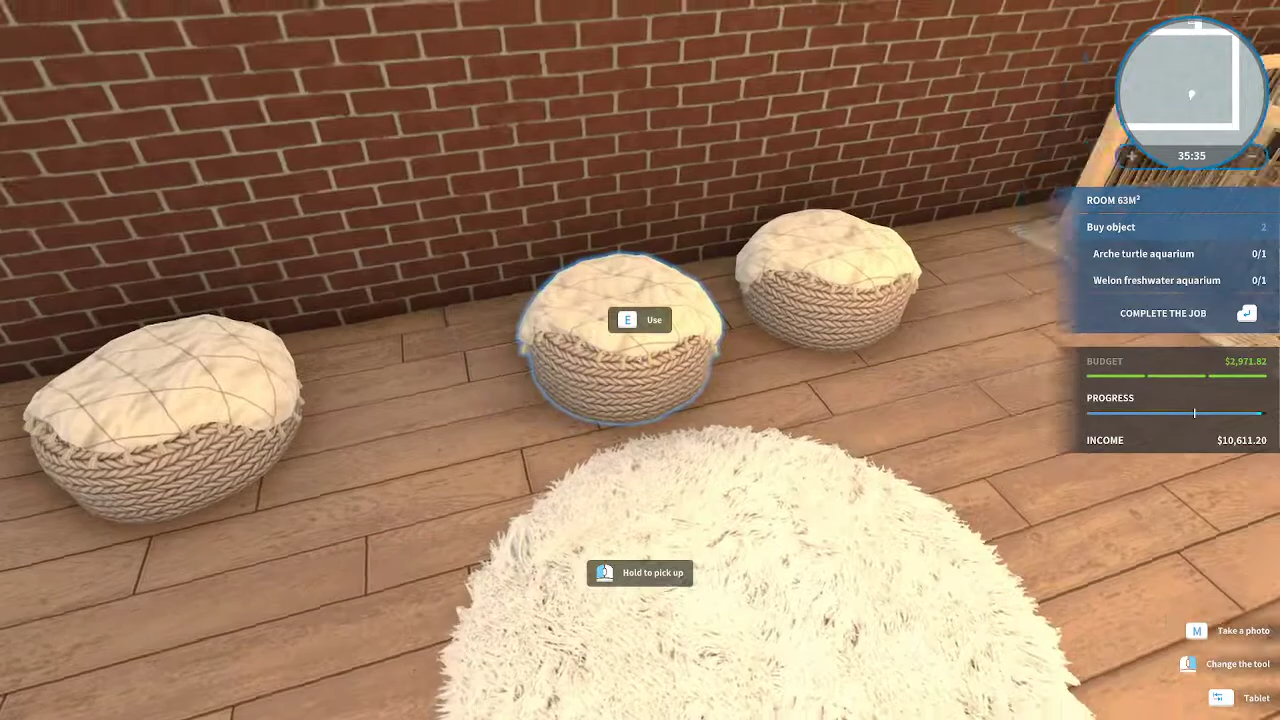 35:35
ROOM 63M²
Buy object 2
Arche turtle aquarium 0/1
Welon freshwater aquarium 0/1
COMPLETE THE JOB
BUDGET $2,971.82
PROGRESS
INCOME $10,611.20
E Use
Hold to pick up
M Take a photo
Change the tool
Tablet